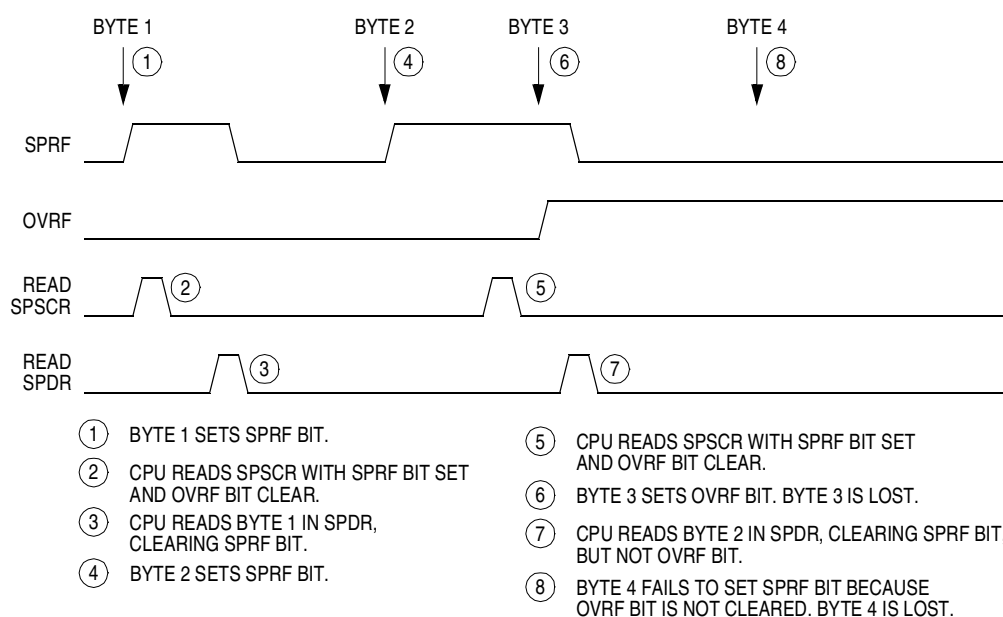 BYTE 1 BYTE 2 BYTE 3 BYTE 4
1 4 6 8
SPRF
OVRF
READ
SPSCR
2 5
READ
SPDR
3 7
1 BYTE 1 SETS SPRF BIT.
2 CPU READS SPSCR WITH SPRF BIT SET
AND OVRF BIT CLEAR.
3 CPU READS BYTE 1 IN SPDR,
CLEARING SPRF BIT.
4 BYTE 2 SETS SPRF BIT.
5 CPU READS SPSCR WITH SPRF BIT SET
AND OVRF BIT CLEAR.
6 BYTE 3 SETS OVRF BIT. BYTE 3 IS LOST.
7 CPU READS BYTE 2 IN SPDR, CLEARING SPRF BIT
BUT NOT OVRF BIT.
8 BYTE 4 FAILS TO SET SPRF BIT BECAUSE
OVRF BIT IS NOT CLEARED. BYTE 4 IS LOST.